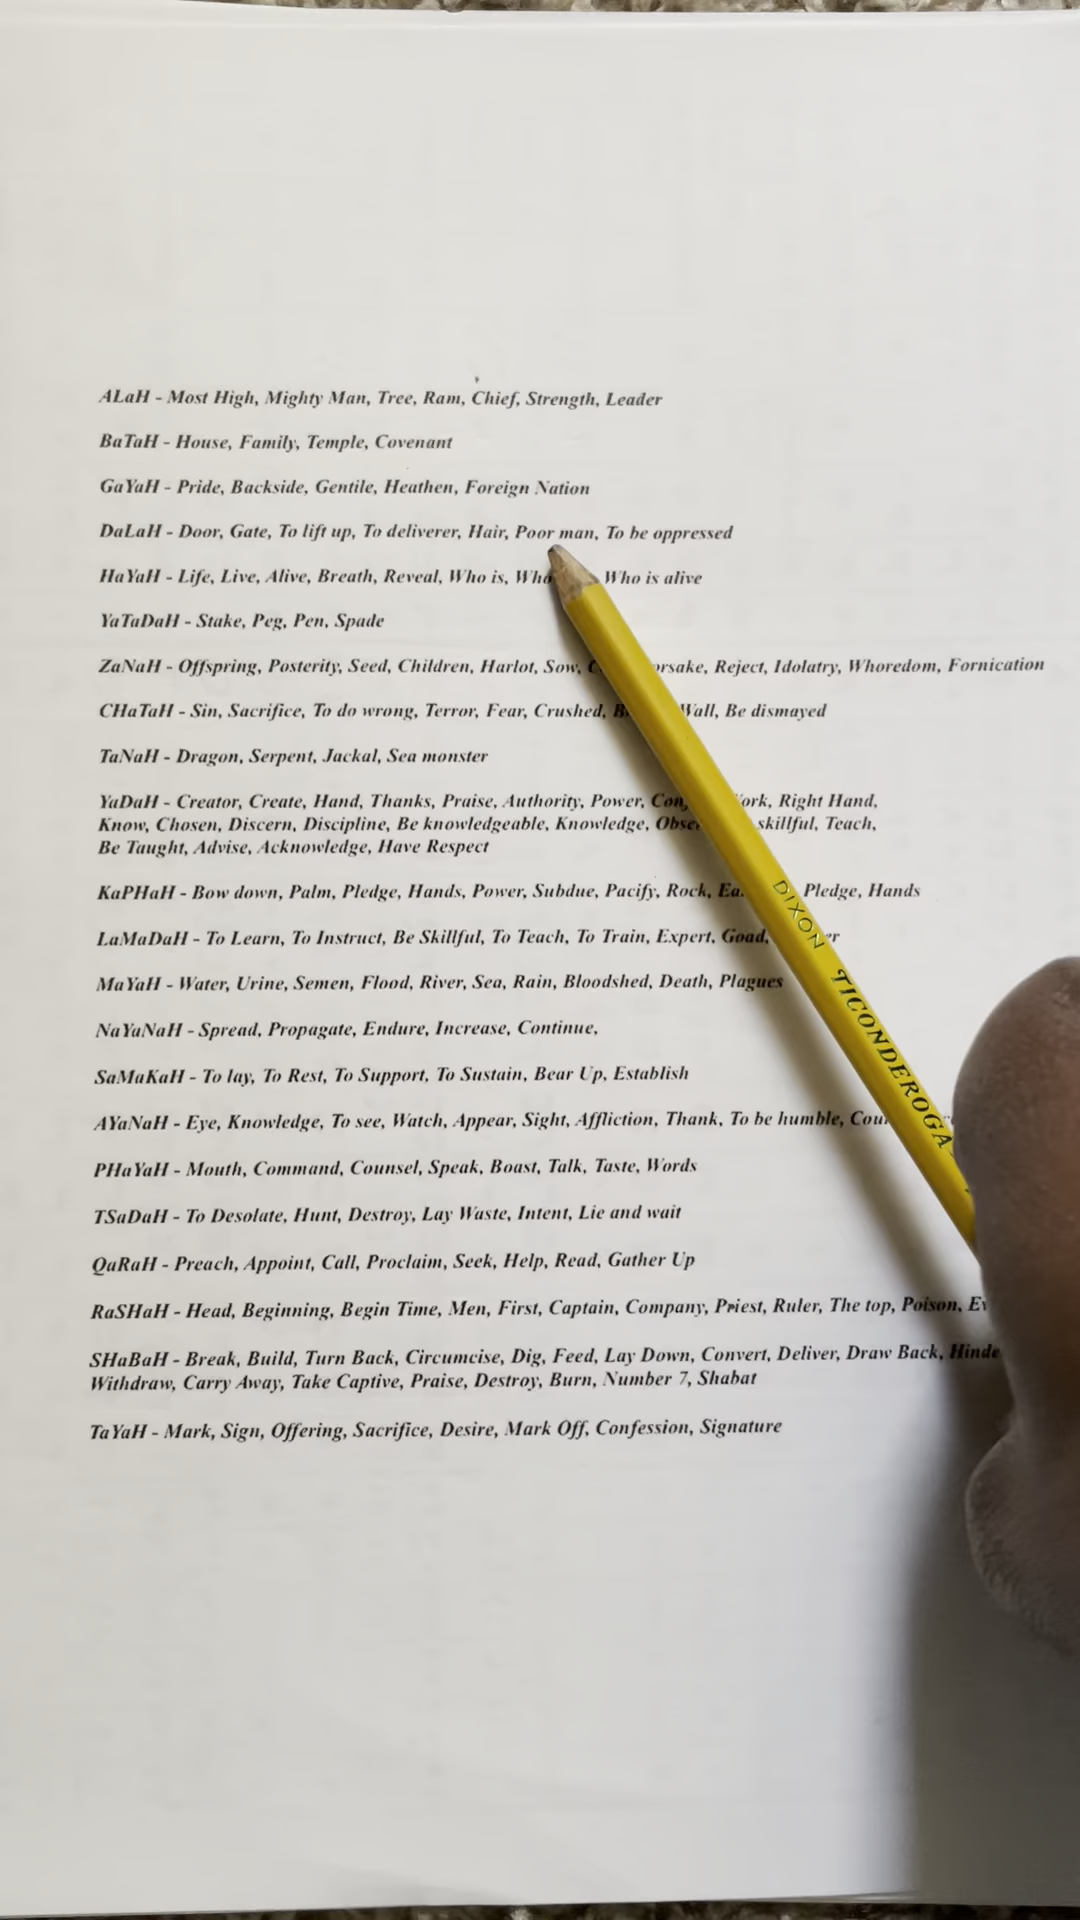 ALaH - Most High, Mighty Man, Tree, Ram, Chief, Strength, Leader
BaTaH - House, Family, Temple, Covenant
GaYaH - Pride, Backside, Gentile, Heathen, Foreign Nation
DaLaH - Door, Gate, To lift up, To deliverer, Hair, Poor man, To be oppressed
HaYaH - Life, Live, Alive, Breath, Reveal, Who is, Who Who is alive
YaTaDaH - Stake, Peg, Pen, Spade
ZaNaH - Offspring, Posterity, Seed, Children, Harlot, Sow, Reject, Idolatry, Whoredom, Fornication
CHaTaH - Sin, Sacrifice, To do wrong, Terror, Fear, Crushed, Wall, Be dismayed
TaNaH - Dragon, Serpent, Jackal, Sea monster
YaDaH - Creator, Create, Hand, Thanks, Praise, Authority, Power, Right Hand,
Know, Chosen, Discern, Discipline, Be knowledgeable, Knowledge, skillful, Teach,
Be Taught, Advise, Acknowledge, Have Respect
KaPHaH - Bow down, Palm, Pledge, Hands, Power, Subdue, Pacify, Rock, Pledge, Hands
LaMaDaH - To Learn, To Instruct, Be Skillful, To Teach, To Train, Expert, Goad,
MaYaH - Water, Urine, Semen, Flood, River, Sea, Rain, Bloodshed, Death, Plagues
NaYaNaH - Spread, Propagate, Endure, Increase, Continue,
SaMaKaH - To lay, To Rest, To Support, To Sustain, Bear Up, Establish
AYaNaH - Eye, Knowledge, To see, Watch, Appear, Sight, Affliction, Thank, To be humble,
PHaYaH - Mouth, Command, Counsel, Speak, Boast, Talk, Taste, Words
TSaDaH - To Desolate, Hunt, Destroy, Lay Waste, Intent, Lie and wait
QaRaH - Preach, Appoint, Call, Proclaim, Seek, Help, Read, Gather Up
RaSHaH - Head, Beginning, Begin Time, Men, First, Captain, Company, Priest, Ruler, The top, Poison,
SHaBaH - Break, Build, Turn Back, Circumcise, Dig, Feed, Lay Down, Convert, Deliver, Draw Back,
Withdraw, Carry Away, Take Captive, Praise, Destroy, Burn, Number 7, Shabat
TaYaH - Mark, Sign, Offering, Sacrifice, Desire, Mark Off, Confession, Signature
DIXON TICONDEROGA